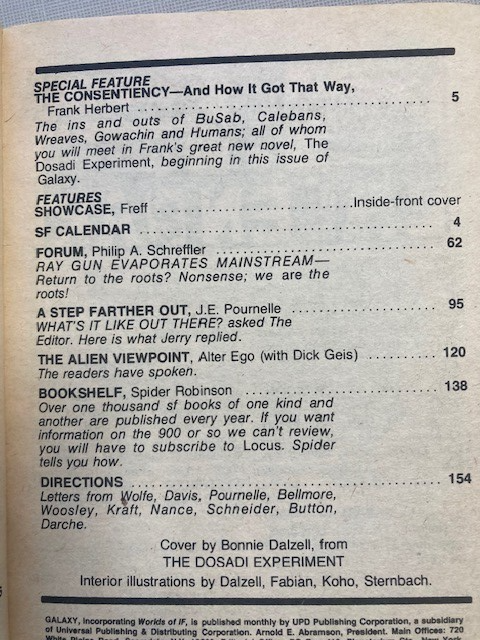 SPECIAL FEATURE
THE CONSENTIENCY—And How It Got That Way,
Frank Herbert .......................................... 5
The ins and outs of BuSab, Calebans,
Wreaves, Gowachin and Humans; all of whom
you will meet in Frank's great new novel, The
Dosadi Experiment, beginning in this issue of
Galaxy.
FEATURES
SHOWCASE, Freff ..............................Inside-front cover
SF CALENDAR .......................................... 4
FORUM, Philip A. Schreffler .............................. 62
RAY GUN EVAPORATES MAINSTREAM—
Return to the roots? Nonsense; we are the
roots!
A STEP FARTHER OUT, J.E. Pournelle ...................... 95
WHAT'S IT LIKE OUT THERE? asked The
Editor. Here is what Jerry replied.
THE ALIEN VIEWPOINT, Alter Ego (with Dick Geis) .......... 120
The readers have spoken.
BOOKSHELF, Spider Robinson .............................. 138
Over one thousand sf books of one kind and
another are published every year. If you want
information on the 900 or so we can't review,
you will have to subscribe to Locus. Spider
tells you how.
DIRECTIONS .............................................. 154
Letters from Wolfe, Davis, Pournelle, Bellmore,
Woosley, Kraft, Nance, Schneider, Button,
Darche.
Cover by Bonnie Dalzell, from
THE DOSADI EXPERIMENT
Interior illustrations by Dalzell, Fabian, Koho, Sternbach.
GALAXY, Incorporating Worlds of IF, is published monthly by UPD Publishing Corporation, a subsidiary
of Universal Publishing & Distributing Corporation. Arnold E. Abramson, President. Main Offices: 720